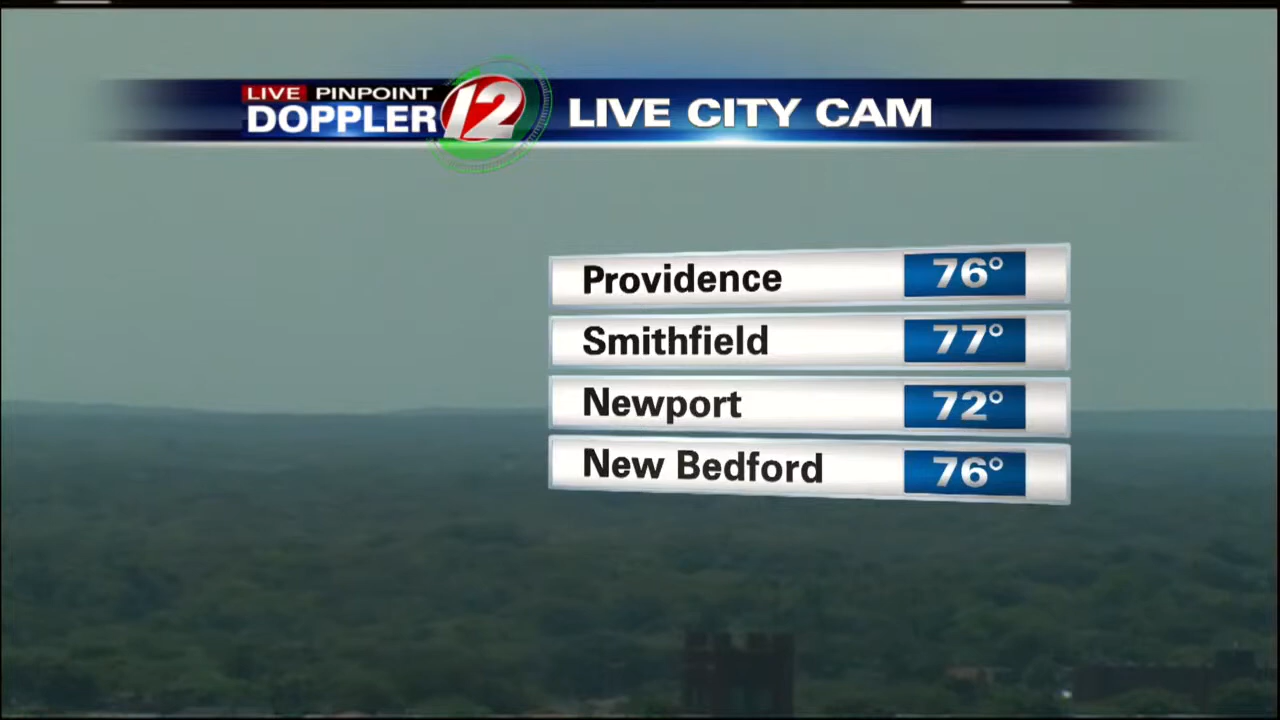 LIVE PINPOINT
DOPPLER 12
LIVE CITY CAM
Providence 76°
Smithfield 77°
Newport 72°
New Bedford 76°